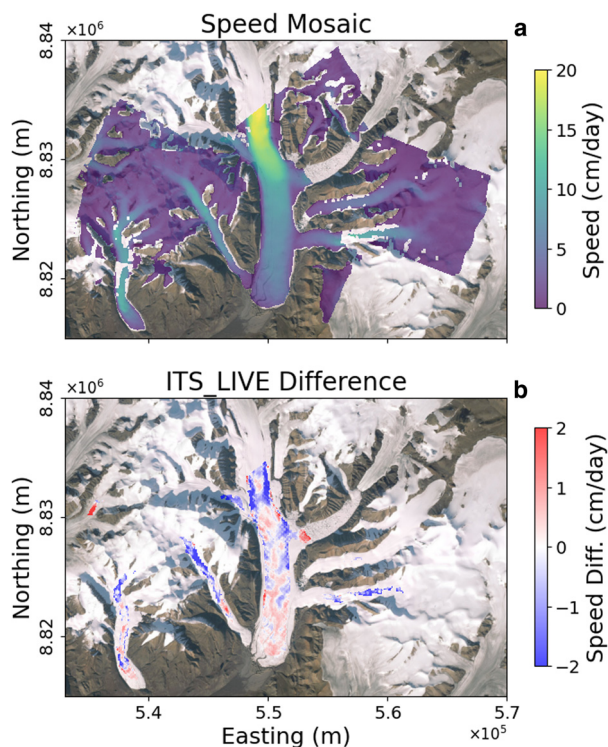 Speed Mosaic
a
×10⁶
8.84
8.83
8.82
Northing (m)
20
15
10
5
0
Speed (cm/day)
ITS_LIVE Difference
b
×10⁶
8.84
8.83
8.82
Northing (m)
2
1
0
−1
−2
Speed Diff. (cm/day)
5.4
5.5
5.6
5.7
×10⁵
Easting (m)